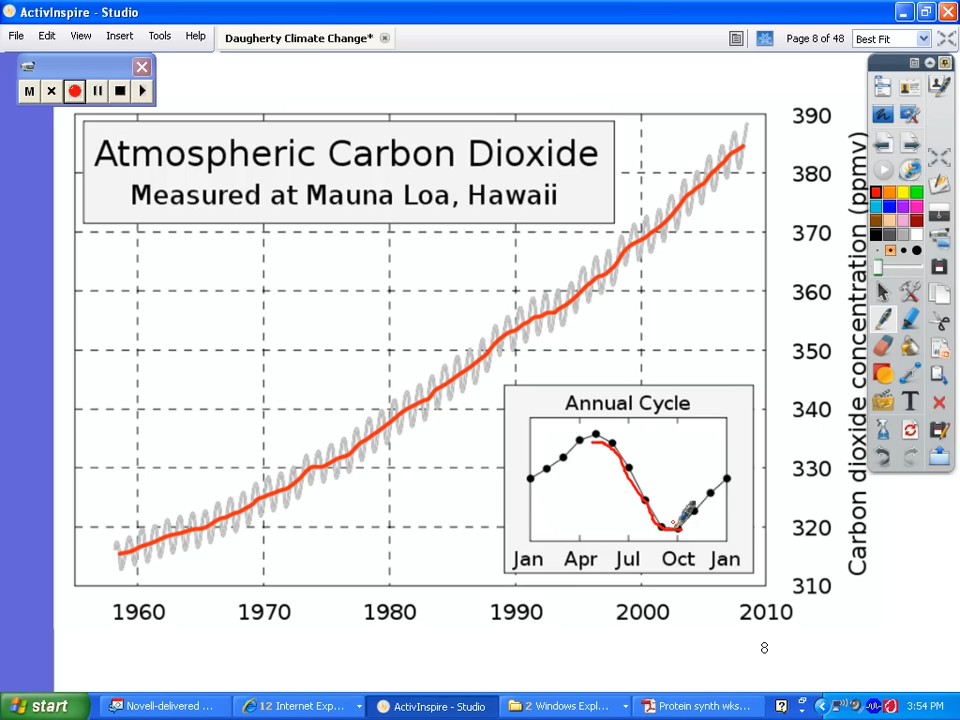 ActivInspire - Studio
File Edit View Insert Tools Help
Daugherty Climate Change*
Page 8 of 48
Best Fit
M
Atmospheric Carbon Dioxide
Measured at Mauna Loa, Hawaii
390
380
370
360
350
340
330
320
310
Carbon dioxide concentration (ppmv)
Annual Cycle
Jan Apr Jul Oct Jan
1960 1970 1980 1990 2000 2010
8
T
start
Novell-delivered ...
12 Internet Exp...
ActivInspire - Studio
2 Windows Expl...
Protein synth wks...
3:54 PM